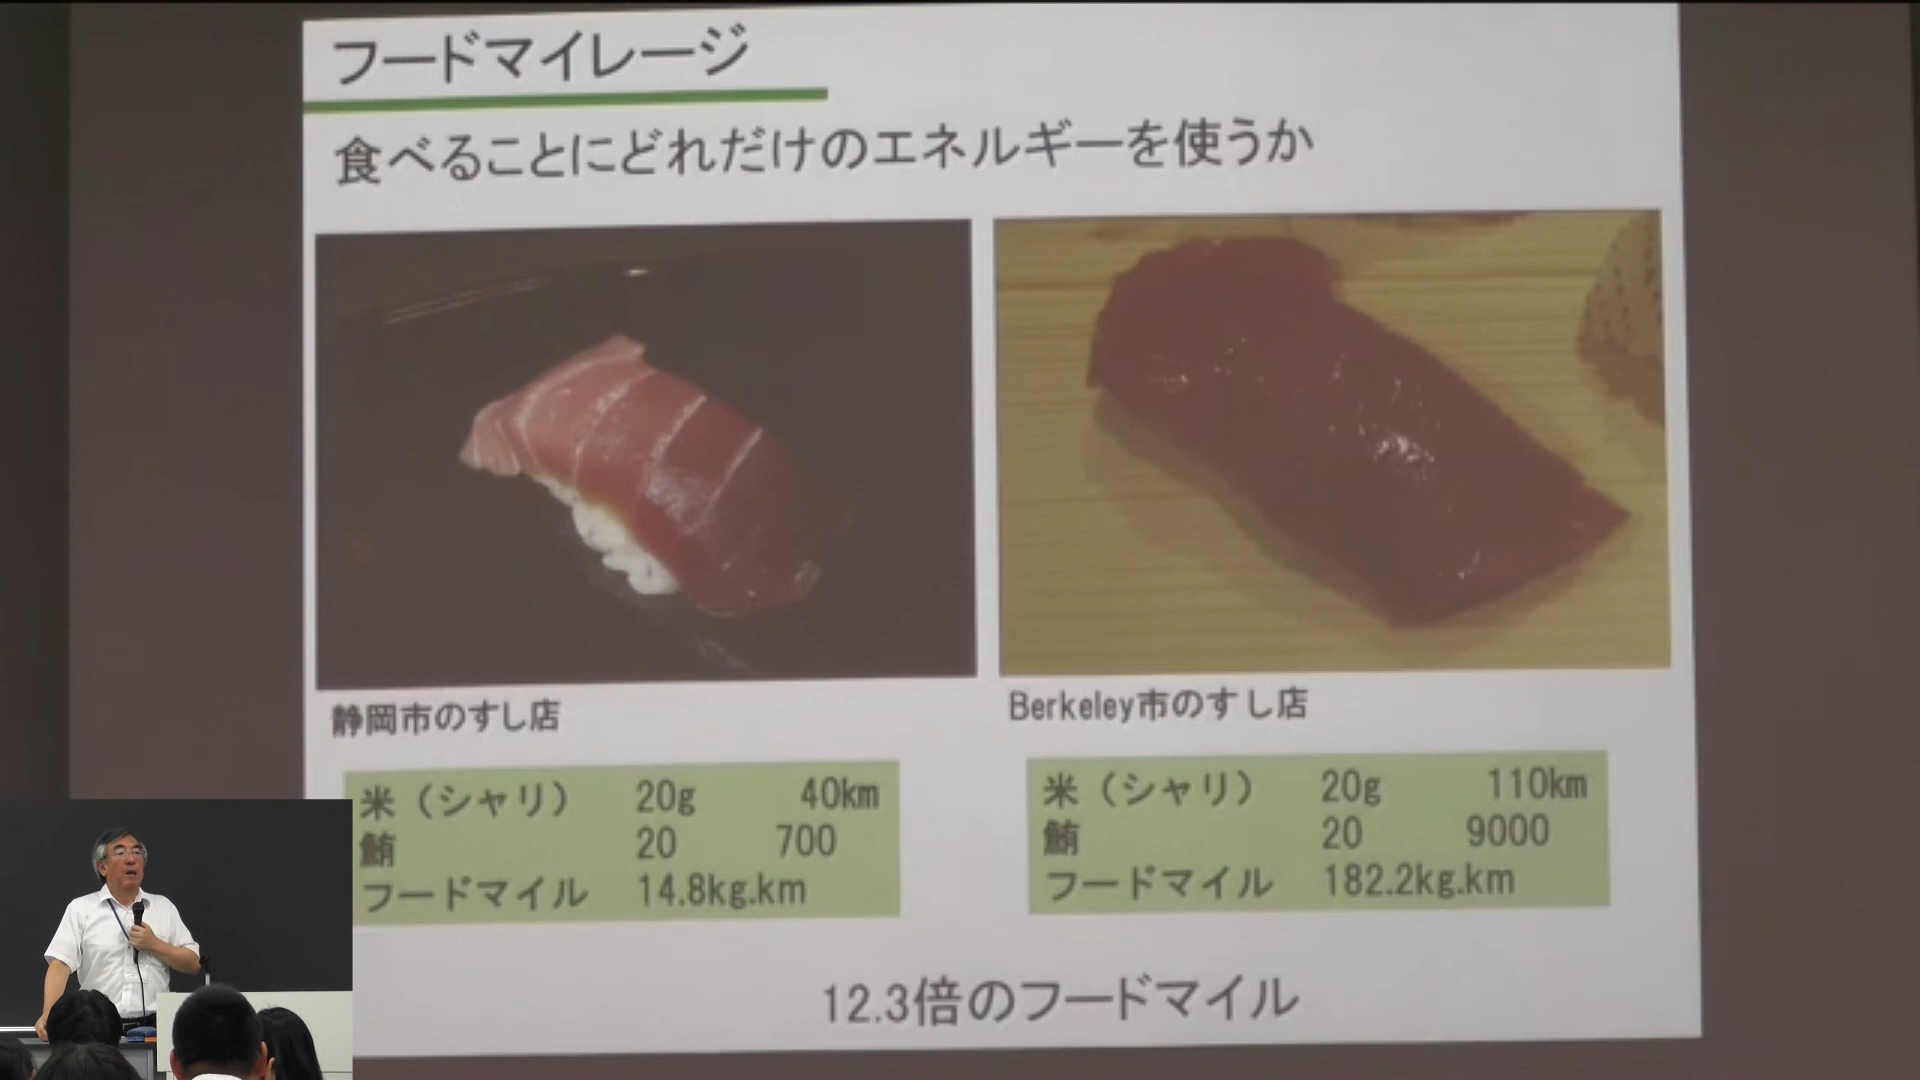 フードマイレージ
食べることにどれだけのエネルギーを使うか
静岡市のすし店
米（シャリ） 20g 40km
鮪 20 700
フードマイル 14.8kg.km
Berkeley市のすし店
米（シャリ） 20g 110km
鮪 20 9000
フードマイル 182.2kg.km
12.3倍のフードマイル